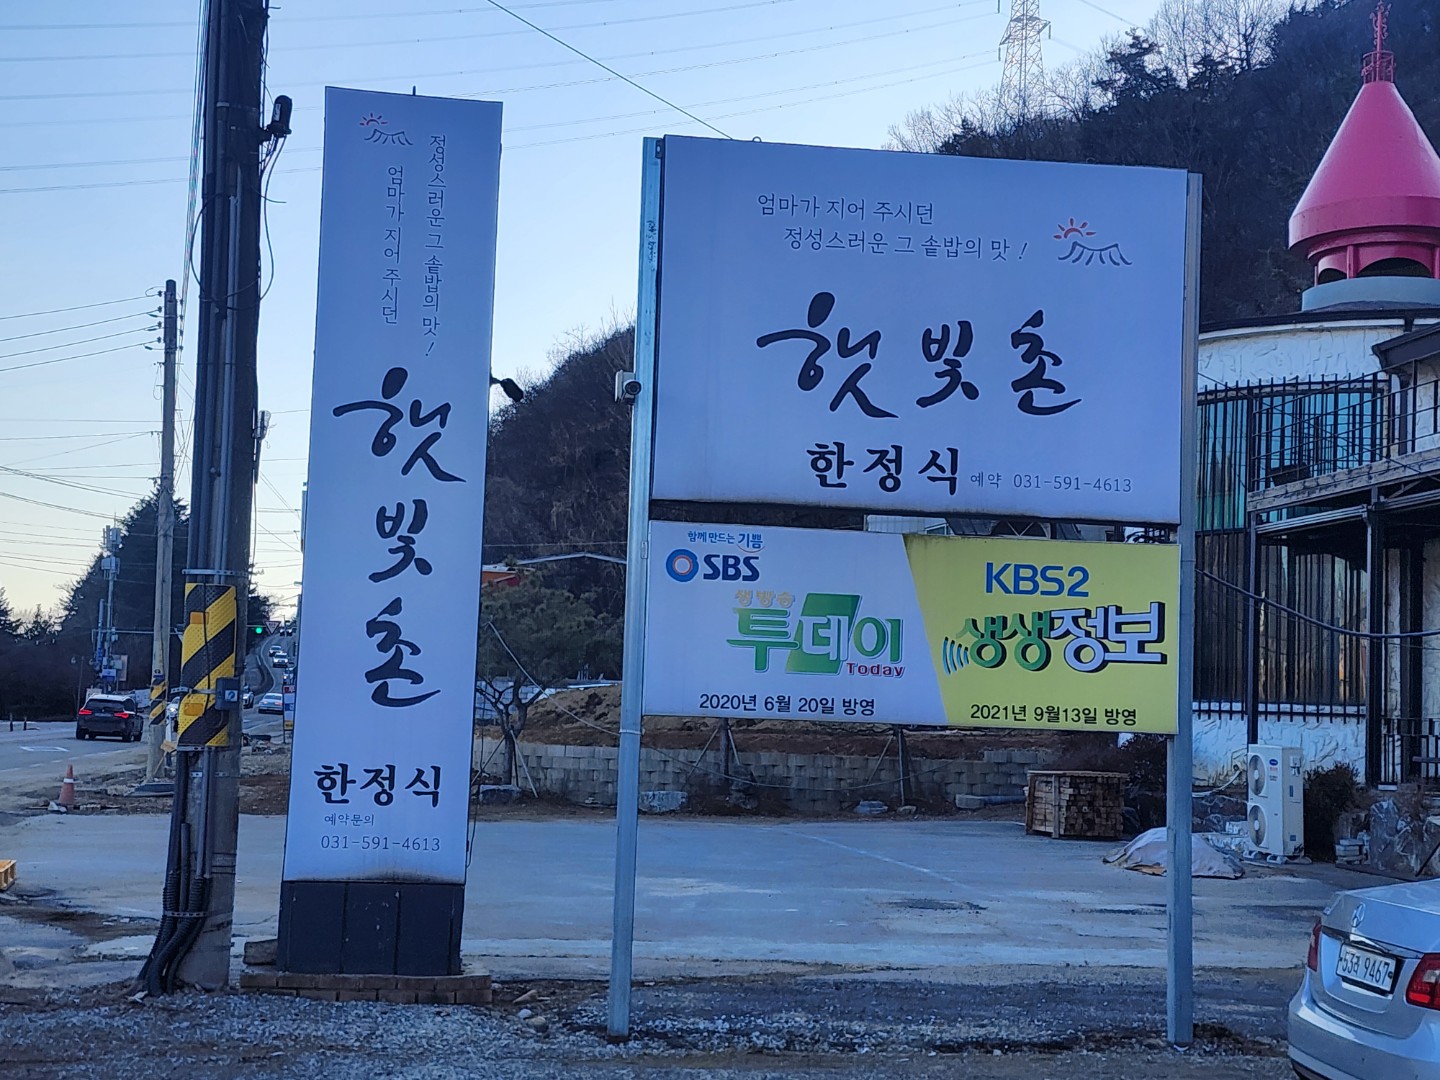 정성스러운 그 솥밥의 맛!
엄마가 지어 주시던
햇빛촌
한정식
예약문의
031-591-4613
엄마가 지어 주시던
정성스러운 그 솥밥의 맛!
햇빛촌
한정식 예약 031-591-4613
함께 만드는 기쁨
SBS
생방송
투데이
Today
2020년 6월 20일 방영
KBS2
생생정보
2021년 9월13일 방영